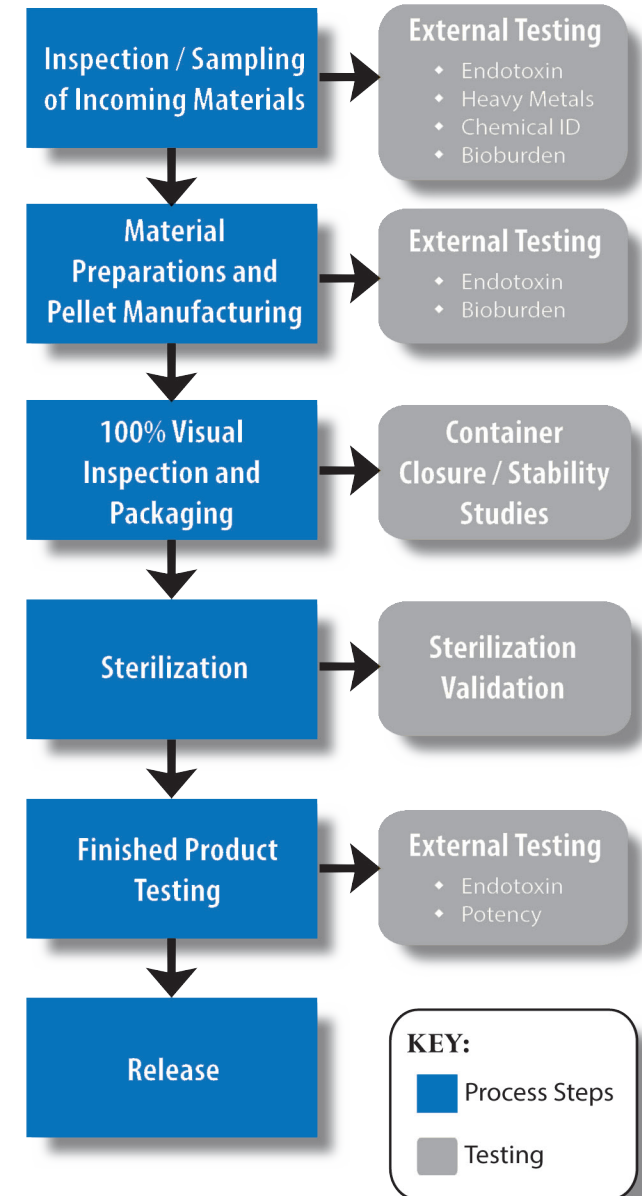 Inspection / Sampling
of Incoming Materials
External Testing
Endotoxin
Heavy Metals
Chemical ID
Bioburden
Material
Preparations and
Pellet Manufacturing
External Testing
Endotoxin
Bioburden
100% Visual
Inspection and
Packaging
Container
Closure / Stability
Studies
Sterilization
Sterilization
Validation
Finished Product
Testing
External Testing
Endotoxin
Potency
Release
KEY:
Process Steps
Testing